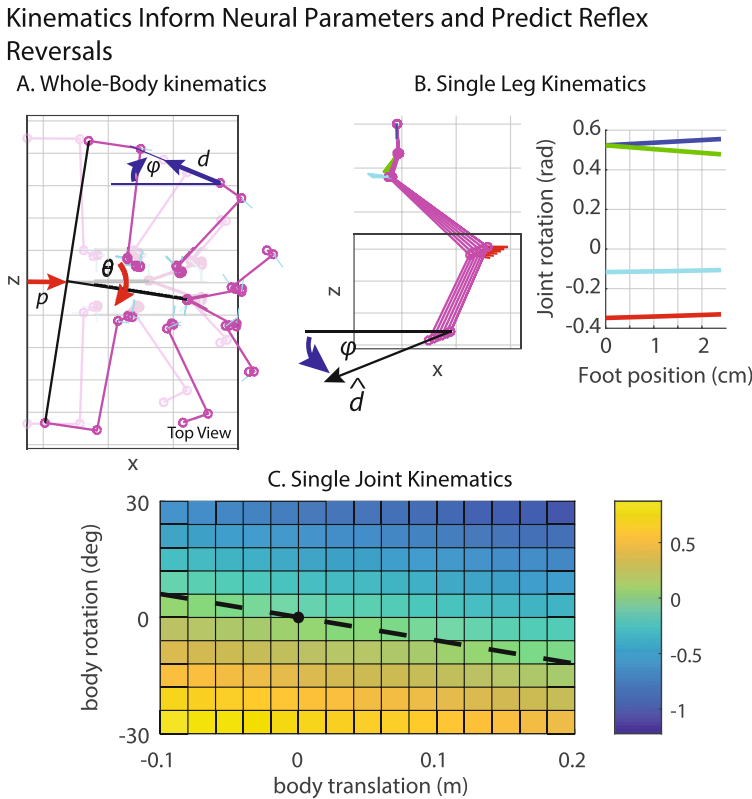 Kinematics Inform Neural Parameters and Predict Reflex
Reversals
A. Whole-Body kinematics
B. Single Leg Kinematics
φ
d
θ
p
z
x
Top View
z
x
φ
d̂
Joint rotation (rad)
0.6
0.4
0.2
0
-0.2
-0.4
0 1 2
Foot position (cm)
C. Single Joint Kinematics
body rotation (deg)
30
0
-30
-0.1 0 0.1 0.2
body translation (m)
0.5
0
-0.5
-1